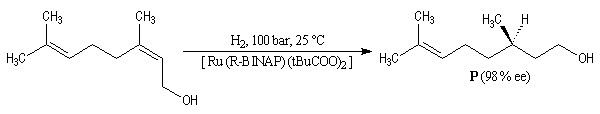 CH₃
H₃C
CH₃
OH
H₂, 100 bar, 25 °C
[ Ru (R-BINAP) (tBuCOO)₂ ]
H₃C
H
H₃C
CH₃
OH
P (98% ee)